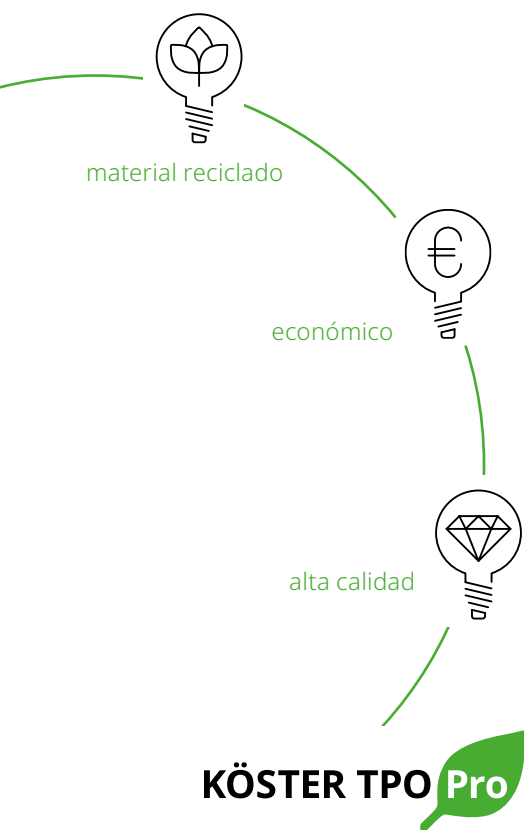 material reciclado
económico
alta calidad
KÖSTER TPO Pro